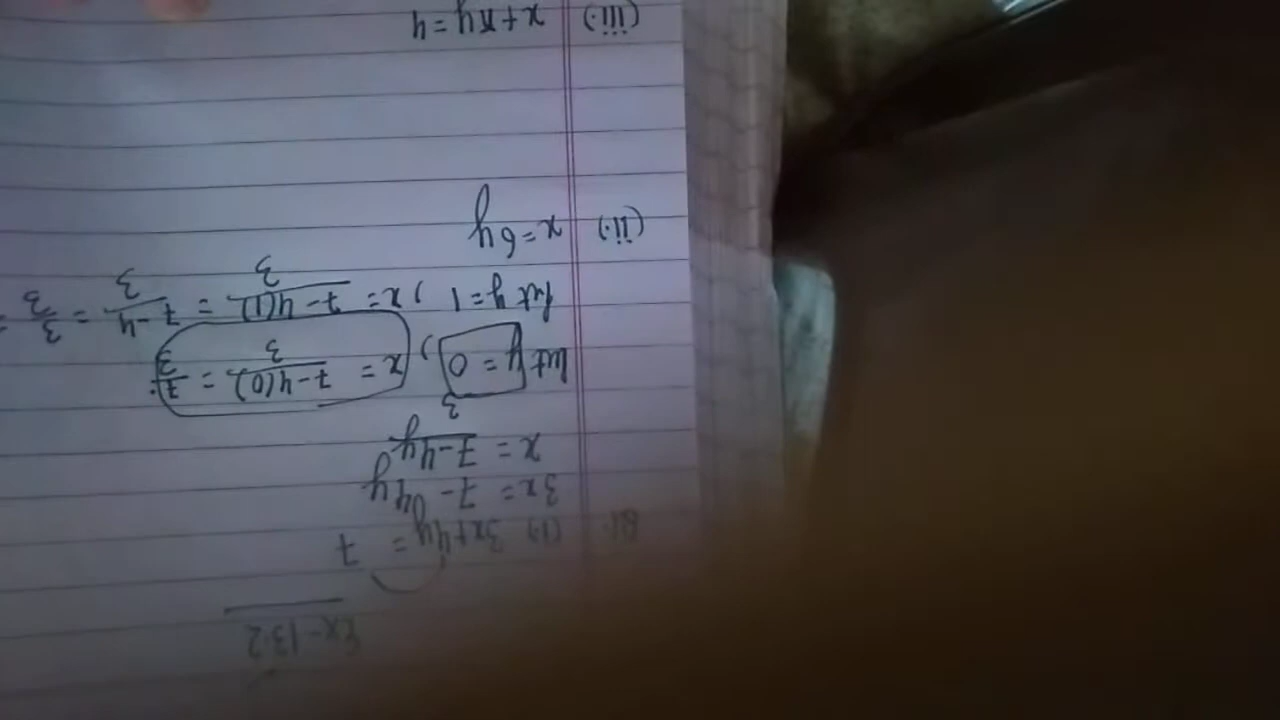 Ex-13.2
Q1. (i) 3x+4y = 7
3x = 7-4y
x = 7-4y/3
let y=0, x = 7-4(0)/3 = 7/3.
let y=1, x= 7-4(1)/3 = 7-4/3 = 3/3 =
(ii.) x=6y
(iii.) x+πy=4